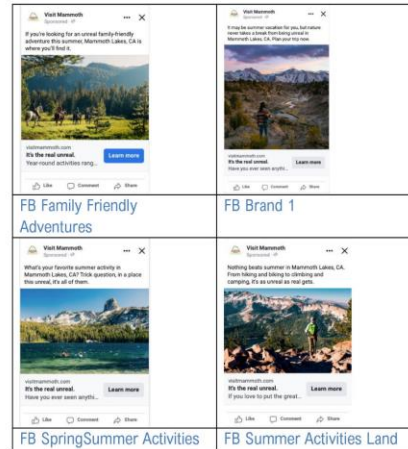 Visit Mammoth
Sponsored
If you're looking for an unreal family-friendly
adventure this summer, Mammoth Lakes, CA is
where you'll find it.
visitmammoth.com
It's the real unreal.
Year-round activities rang...
Learn more
Like Comment Share
FB Family Friendly
Adventures
Visit Mammoth
Sponsored
It may be summer vacation for you, but nature
never takes a break from being unreal in
Mammoth Lakes, CA. Plan your trip now.
visitmammoth.com
It's the real unreal.
Have you ever seen anythi...
Learn more
Like Comment Share
FB Brand 1
Visit Mammoth
Sponsored
What's your favorite summer activity in
Mammoth Lakes, CA? Trick question, in a place
this unreal, it's all of them.
visitmammoth.com
It's the real unreal.
Have you ever seen anythi...
Learn more
Like Comment Share
FB SpringSummer Activities
Visit Mammoth
Sponsored
Nothing beats summer in Mammoth Lakes, CA.
From hiking and biking to climbing and
camping, it's as unreal as real gets.
visitmammoth.com
It's the real unreal.
If you love to put the great...
Learn more
Like Comment Share
FB Summer Activities Land